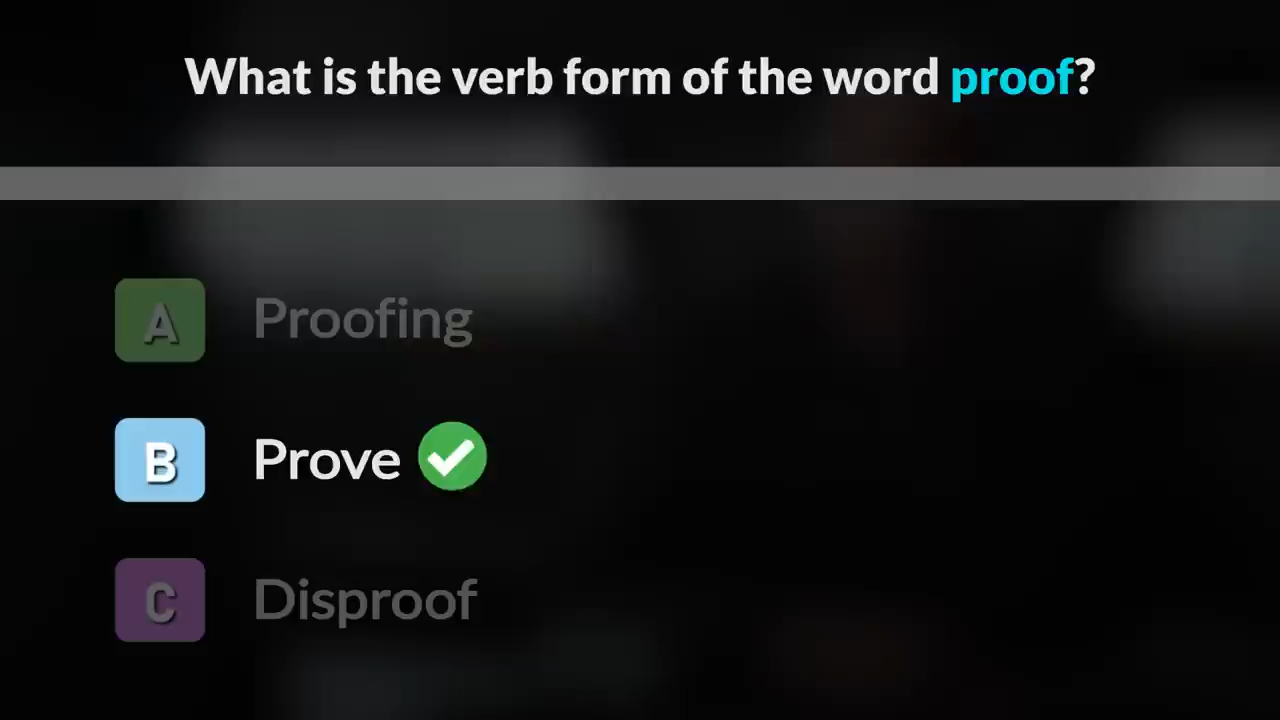 What is the verb form of the word proof?
A Proofing
B Prove
C Disproof